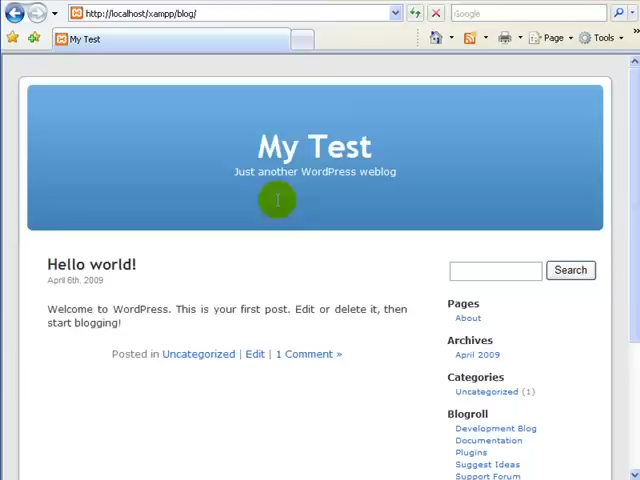 http://localhost/xampp/blog/
Google
My Test
Page
Tools
»
My Test
Just another WordPress weblog
Hello world!
April 6th, 2009
Welcome to WordPress. This is your first post. Edit or delete it, then
start blogging!
Posted in Uncategorized | Edit | 1 Comment »
Search
Pages
About
Archives
April 2009
Categories
Uncategorized (1)
Blogroll
Development Blog
Documentation
Plugins
Suggest Ideas
Support Forum